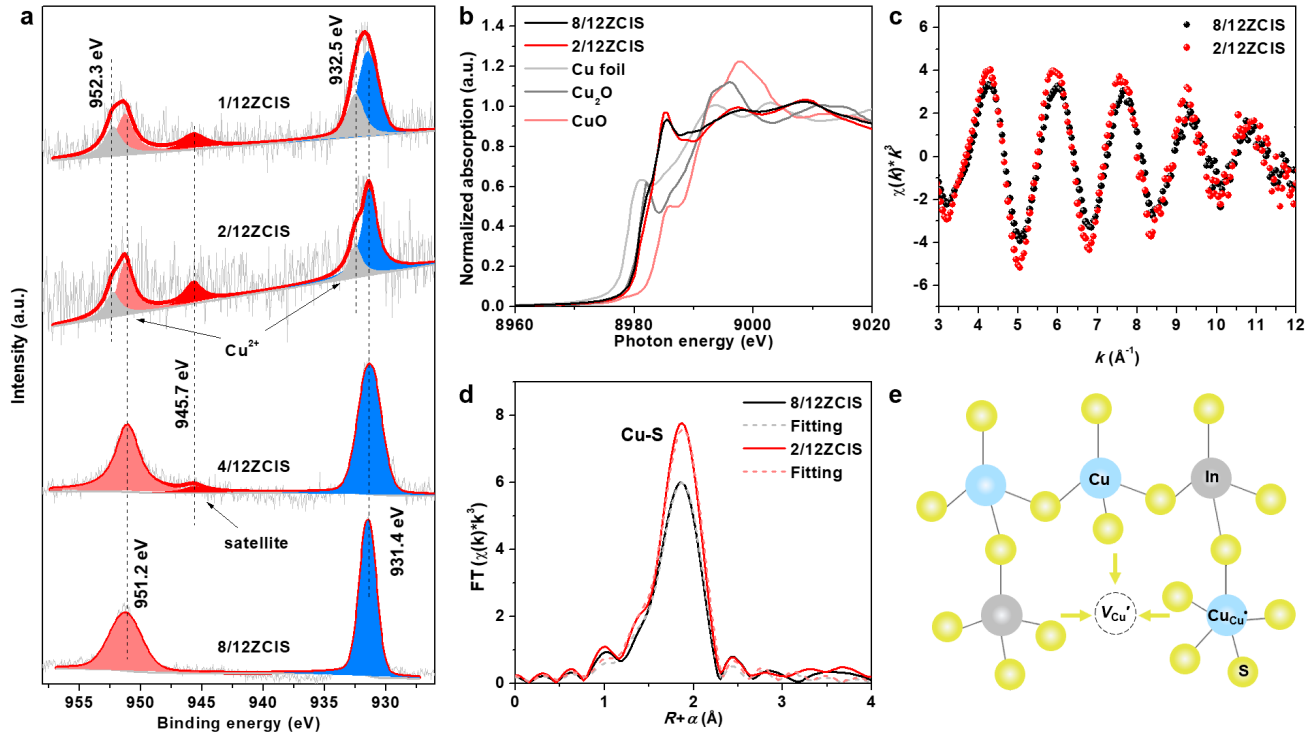 a
952.3 eV
932.5 eV
1/12ZCIS
2/12ZCIS
Cu²⁺
945.7 eV
4/12ZCIS
satellite
951.2 eV
931.4 eV
8/12ZCIS
Intensity (a.u.)
955 950 945 940 935 930
Binding energy (eV)
b
8/12ZCIS
2/12ZCIS
Cu foil
Cu₂O
CuO
Normalized absorption (a.u.)
1.4
1.2
1.0
0.8
0.6
0.4
0.2
0.0
8960 8980 9000 9020
Photon energy (eV)
c
8/12ZCIS
2/12ZCIS
χ(k)* k³
6
4
2
0
-2
-4
-6
3 4 5 6 7 8 9 10 11 12
k (Å⁻¹)
d
8/12ZCIS
Fitting
2/12ZCIS
Fitting
Cu-S
FT (χ(k)*k³)
8
6
4
2
0
0 1 2 3 4
R+α (Å)
e
Cu
In
V_Cu′
Cu_Cu•
S